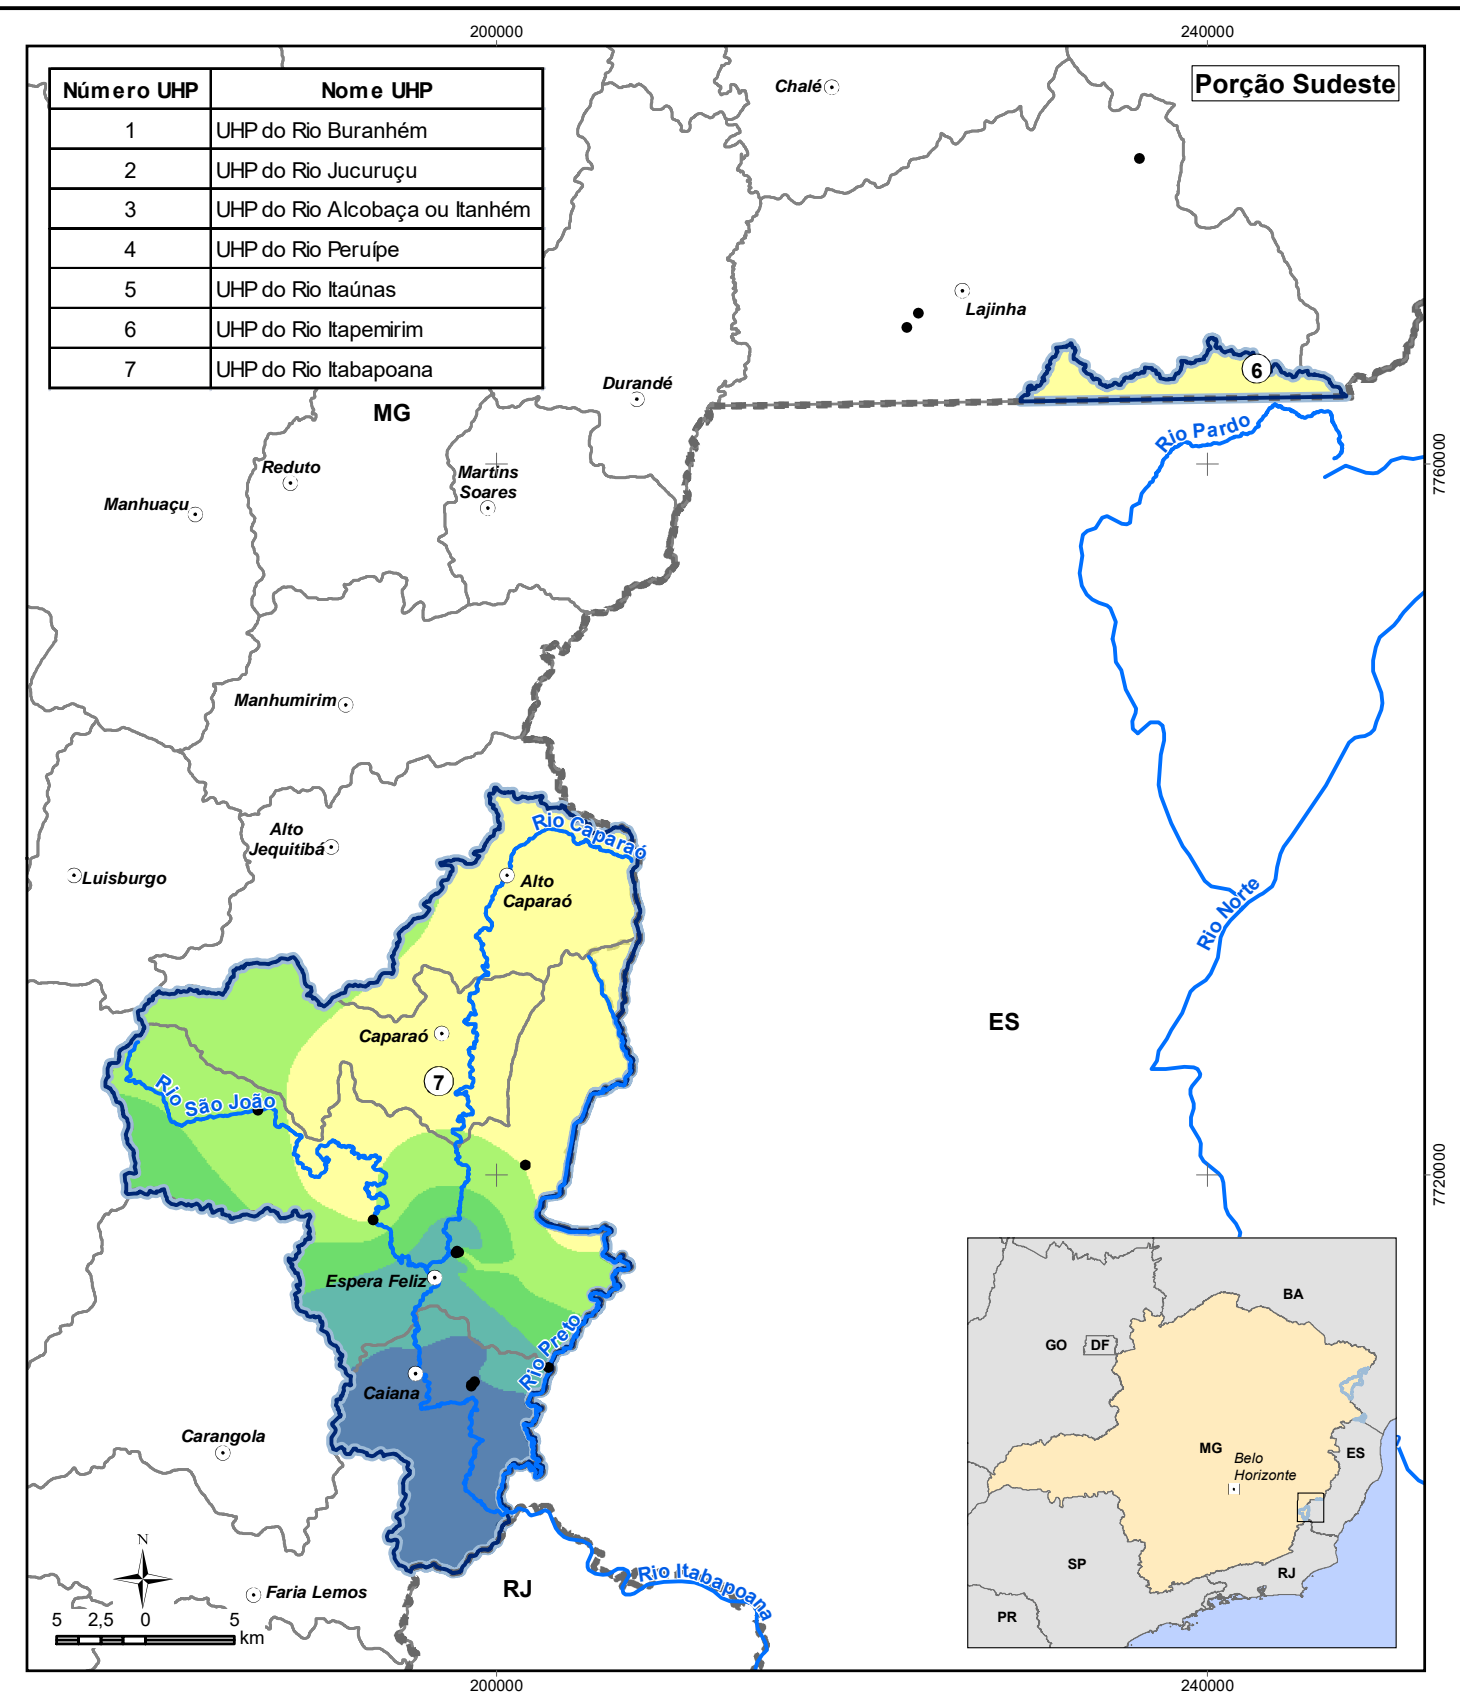 200000
240000
Porção Sudeste
Número UHP Nome UHP
1 UHP do Rio Buranhém
2 UHP do Rio Jucuruçu
3 UHP do Rio Alcobaça ou Itanhém
4 UHP do Rio Peruípe
5 UHP do Rio Itaúnas
6 UHP do Rio Itapemirim
7 UHP do Rio Itabapoana
Chalé
Lajinha
6
Durandé
MG
Rio Pardo
Reduto
Martins
Soares
Manhuaçu
7760000
Manhumirim
Alto
Jequitibá
Rio Caparaó
Luisburgo
Alto
Caparaó
Rio Norte
Caparaó
ES
7
Rio
São João
7720000
Espera Feliz
Rio Preto
Caiana
Carangola
N
Faria Lemos
5 2,5 0 5
km
RJ
Rio Itabapoana
BA
GO
DF
MG
Belo
Horizonte
ES
SP
RJ
PR
200000
240000